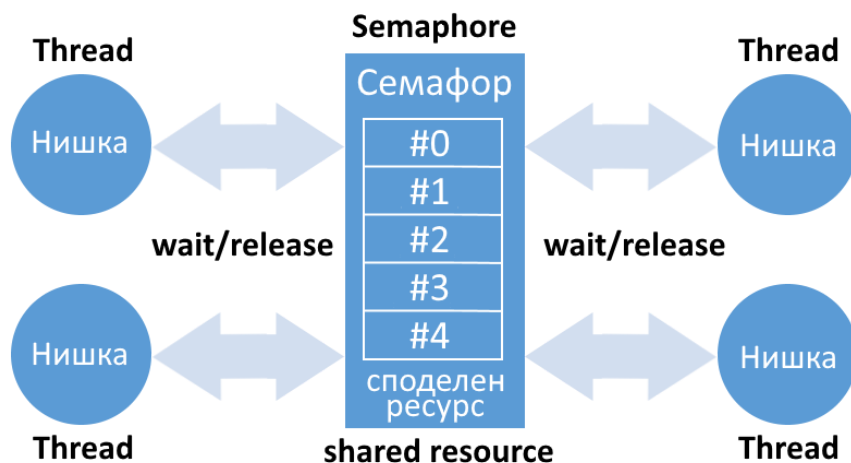 Semaphore
Thread
Thread
Семафор
Нишка
Нишка
#0
#1
#2
#3
#4
wait/release
wait/release
Нишка
Нишка
споделен
ресурс
Thread
Thread
shared resource